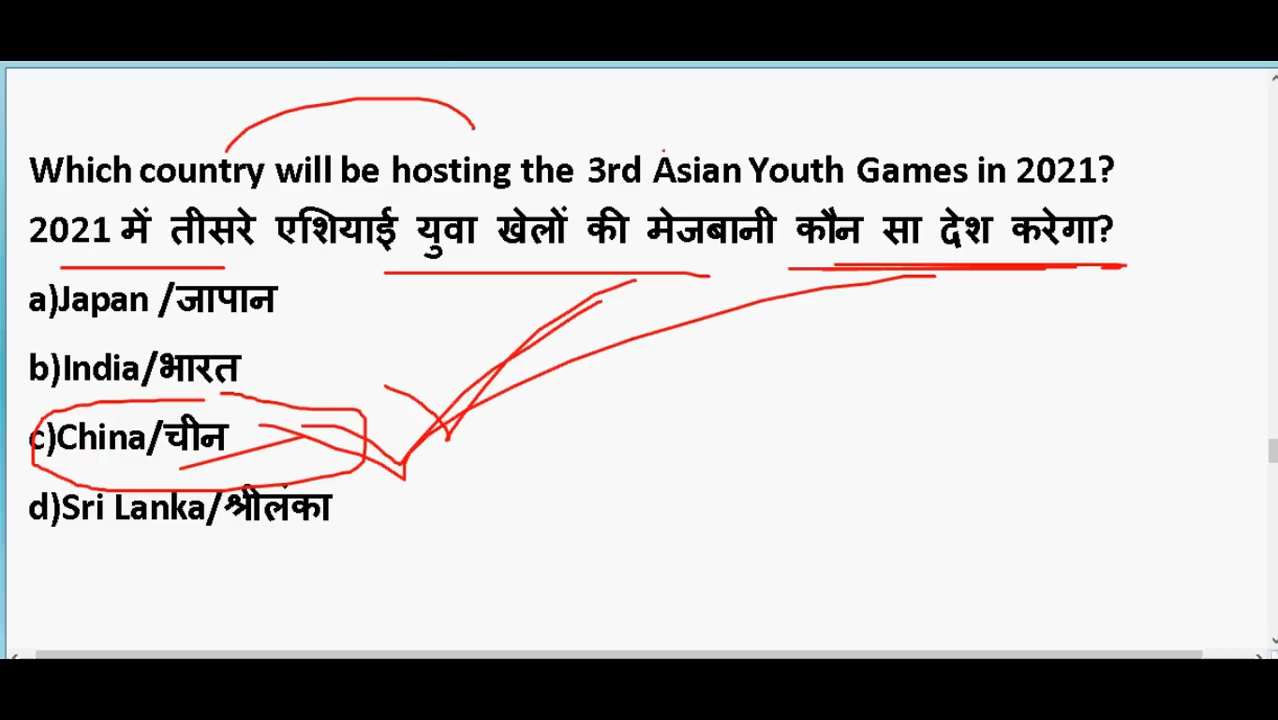 Which country will be hosting the 3rd Asian Youth Games in 2021?
2021 में तीसरे एशियाई युवा खेलों की मेजबानी कौन सा देश करेगा?
a)Japan /जापान
b)India/भारत
c)China/चीन
d)Sri Lanka/श्रीलंका